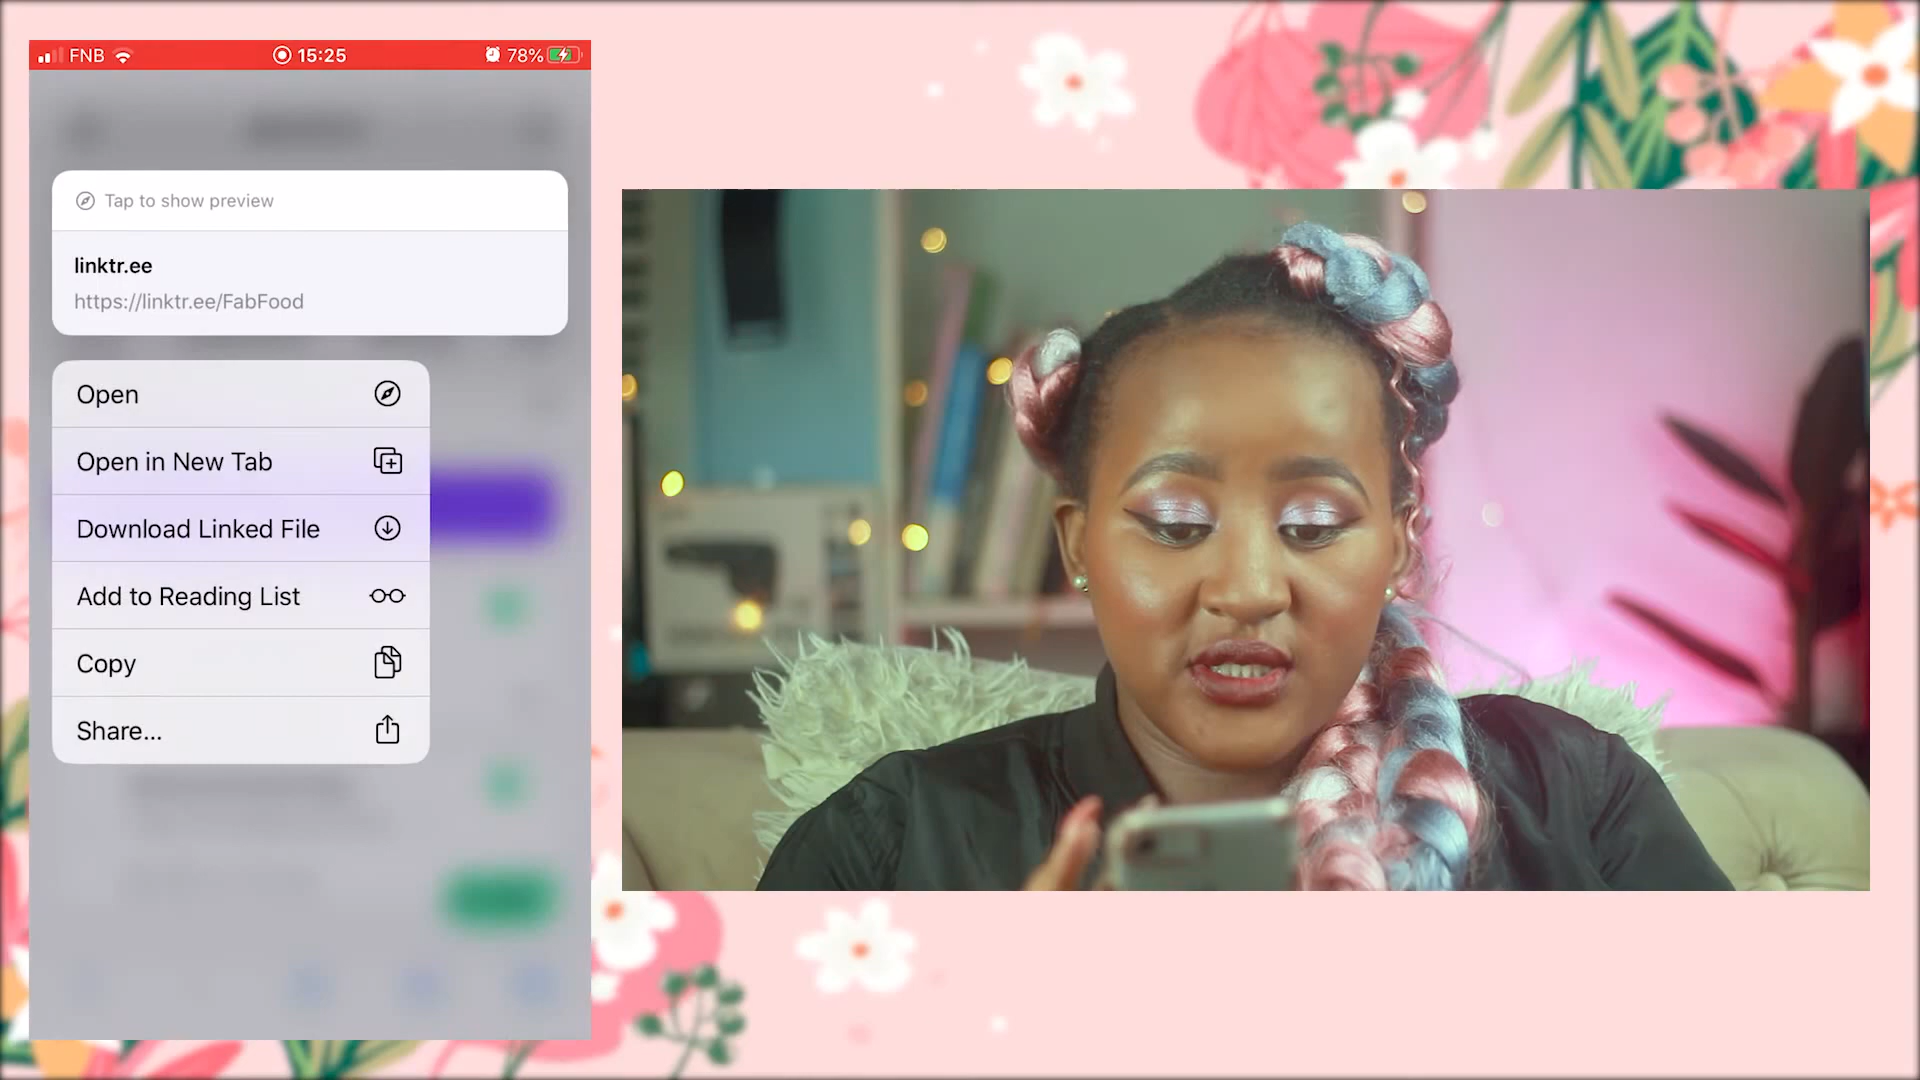 FNB 15:25 78%
Tap to show preview
linktr.ee
https://linktr.ee/FabFood
Open
Open in New Tab
Download Linked File
Add to Reading List
Copy
Share...